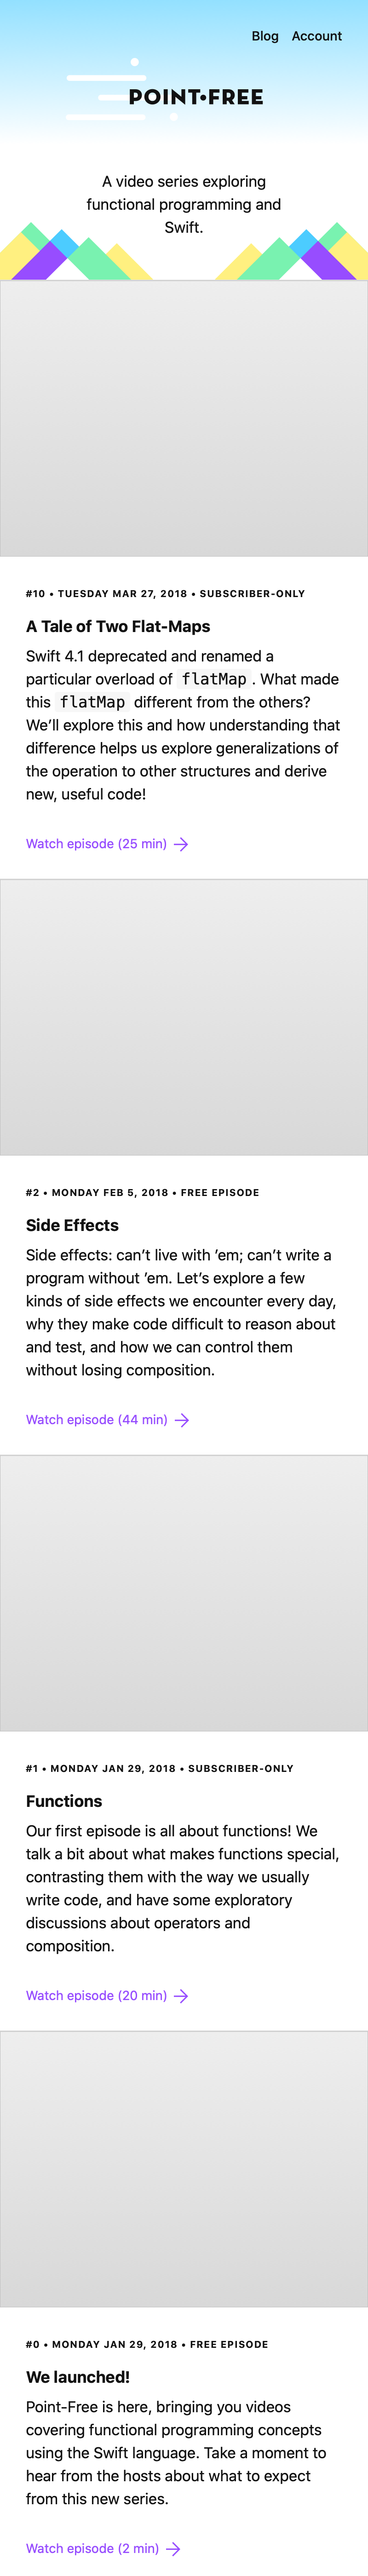 Blog Account
POINT•FREE
A video series exploring
functional programming and
Swift.
#10 • TUESDAY MAR 27, 2018 • SUBSCRIBER-ONLY
A Tale of Two Flat-Maps
Swift 4.1 deprecated and renamed a
particular overload of flatMap. What made
this flatMap different from the others?
We’ll explore this and how understanding that
difference helps us explore generalizations of
the operation to other structures and derive
new, useful code!
Watch episode (25 min)
#2 • MONDAY FEB 5, 2018 • FREE EPISODE
Side Effects
Side effects: can’t live with ’em; can’t write a
program without ’em. Let’s explore a few
kinds of side effects we encounter every day,
why they make code difficult to reason about
and test, and how we can control them
without losing composition.
Watch episode (44 min)
#1 • MONDAY JAN 29, 2018 • SUBSCRIBER-ONLY
Functions
Our first episode is all about functions! We
talk a bit about what makes functions special,
contrasting them with the way we usually
write code, and have some exploratory
discussions about operators and
composition.
Watch episode (20 min)
#0 • MONDAY JAN 29, 2018 • FREE EPISODE
We launched!
Point-Free is here, bringing you videos
covering functional programming concepts
using the Swift language. Take a moment to
hear from the hosts about what to expect
from this new series.
Watch episode (2 min)